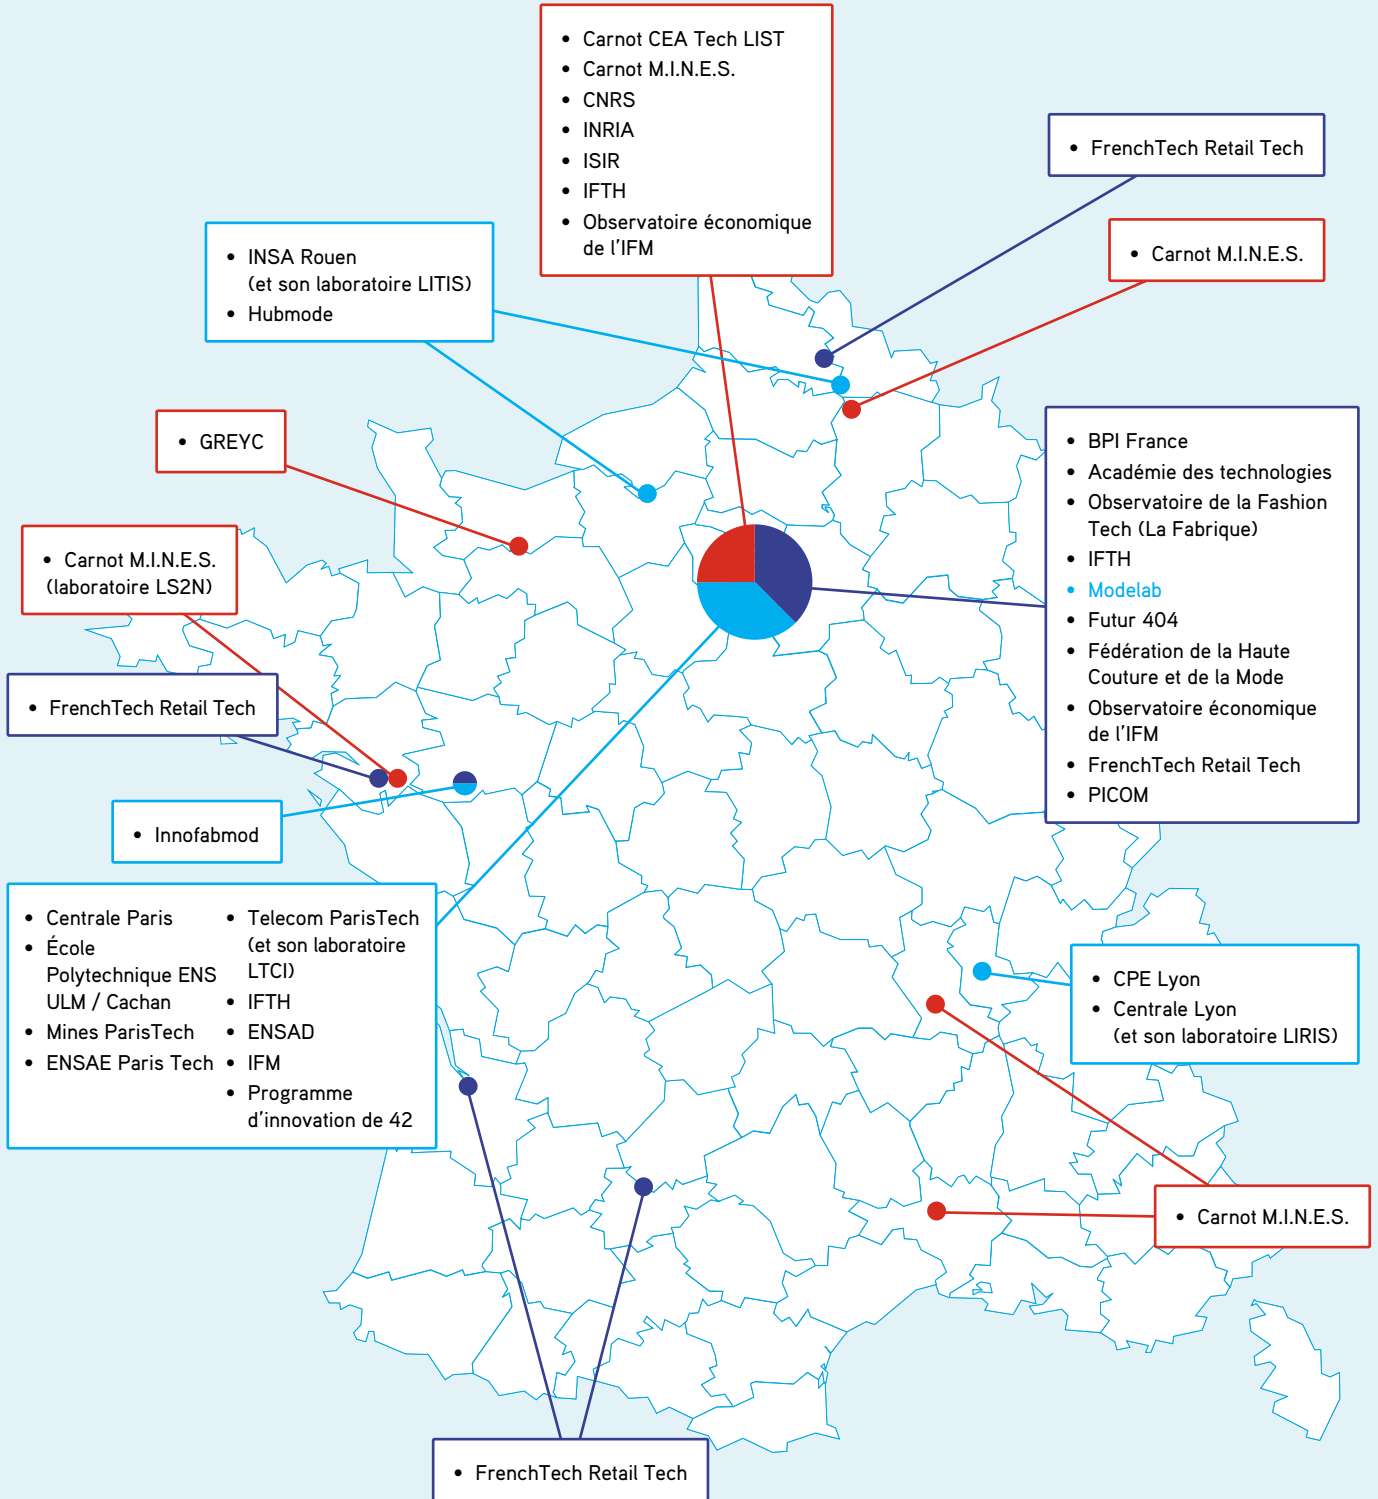 • Carnot CEA Tech LIST
• Carnot M.I.N.E.S.
• CNRS
• INRIA
• ISIR
• IFTH
• Observatoire économique
de l'IFM
• FrenchTech Retail Tech
• Carnot M.I.N.E.S.
• INSA Rouen
(et son laboratoire LITIS)
• Hubmode
• GREYC
• BPI France
• Académie des technologies
• Observatoire de la Fashion
Tech (La Fabrique)
• IFTH
• Modelab
• Futur 404
• Fédération de la Haute
Couture et de la Mode
• Observatoire économique
de l'IFM
• FrenchTech Retail Tech
• PICOM
• Carnot M.I.N.E.S.
(laboratoire LS2N)
• FrenchTech Retail Tech
• Innofabmod
• Centrale Paris
• École
Polytechnique ENS
ULM / Cachan
• Mines ParisTech
• ENSAE Paris Tech
• Telecom ParisTech
(et son laboratoire
LTCI)
• IFTH
• ENSAD
• IFM
• Programme
d'innovation de 42
• CPE Lyon
• Centrale Lyon
(et son laboratoire LIRIS)
• Carnot M.I.N.E.S.
• FrenchTech Retail Tech